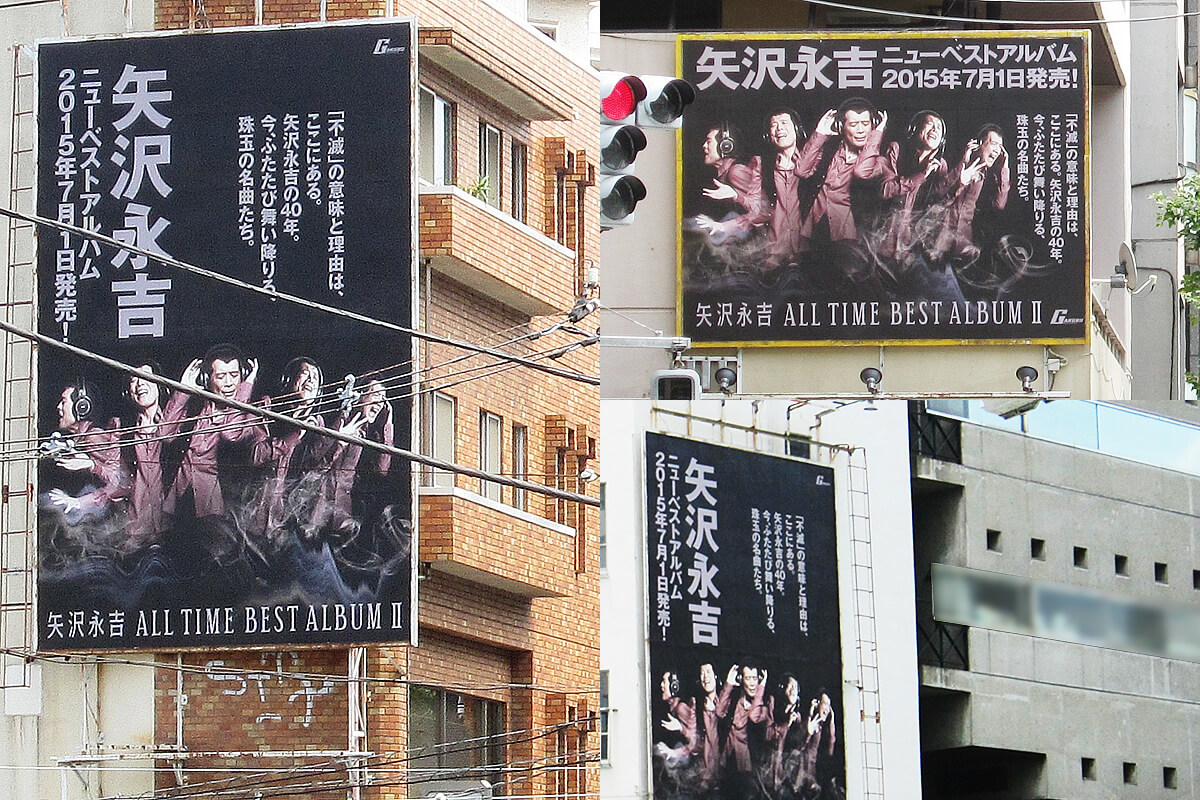 矢沢永吉
ニューベストアルバム
2015年7月1日発売!
「不滅」の意味と理由は、
ここにある。
矢沢永吉の40年。
今、ふたたび舞い降りる、
珠玉の名曲たち。
矢沢永吉 ALL TIME BEST ALBUM II
矢沢永吉 ニューベストアルバム
2015年7月1日発売!
「不滅」の意味と理由は、
ここにある。矢沢永吉の40年。
今、ふたたび舞い降りる、
珠玉の名曲たち。
矢沢永吉 ALL TIME BEST ALBUM II
矢沢永吉
ニューベストアルバム
2015年7月1日発売!
「不滅」の意味と理由は、
ここにある。
矢沢永吉の40年。
今、ふたたび舞い降りる、
珠玉の名曲たち。